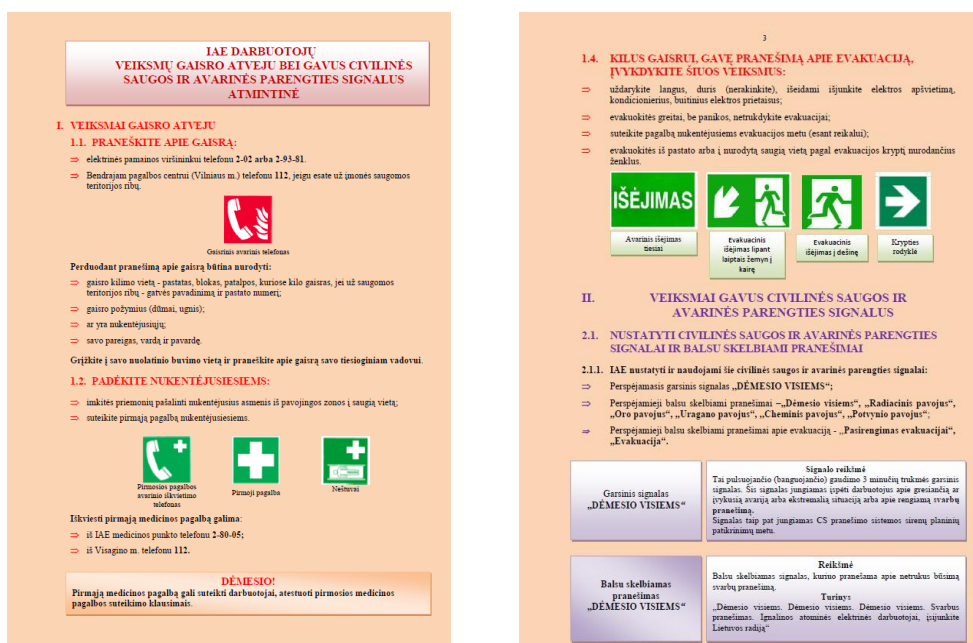 IAE DARBUOTOJŲ
VEIKSMŲ GAISRO ATVEJU BEI GAVUS CIVILINĖS
SAUGOS IR AVARINĖS PARENGTIES SIGNALUS
ATMINTINĖ
I. VEIKSMAI GAISRO ATVEJU
1.1. PRANEŠKITE APIE GAISRĄ:
⇒ elektrinės pamainos viršininkui telefonu 2-02 arba 2-93-81.
⇒ Bendrajam pagalbos centrui (Vilniaus m.) telefonu 112, jeigu esate už įmonės saugomos
teritorijos ribų.
Gaisrinis avarinis telefonas
Perduodant pranešimą apie gaisrą būtina nurodyti:
⇒ gaisro kilimo vietą - pastatas, blokas, patalpos, kuriose kilo gaisras, jei už saugomos
teritorijos ribų - gatvės pavadinimą ir pastato numerį;
⇒ gaisro požymius (dūmai, ugnis);
⇒ ar yra nukentėjusiųjų;
⇒ savo pareigas, vardą ir pavardę.
Grįžkite į savo nuolatinio buvimo vietą ir praneškite apie gaisrą savo tiesioginiam vadovui.
1.2. PADĖKITE NUKENTĖJUSIESIEMS:
⇒ imkitės priemonių pašalinti nukentėjusius asmenis iš pavojingos zonos į saugią vietą;
⇒ suteikite pirmąją pagalbą nukentėjusiesiems.
Pirmosios pagalbos
avarinio iškvietimo
telefonas
Pirmoji pagalba
Neštuvai
Iškviesti pirmąją medicinos pagalbą galima:
⇒ iš IAE medicinos punkto telefonu 2-80-05;
⇒ iš Visagino m. telefonu 112.
DĖMESIO!
Pirmąją medicinos pagalbą gali suteikti darbuotojai, atestuoti pirmosios medicinos
pagalbos suteikimo klausimais.
3
1.4. KILUS GAISRUI, GAVĘ PRANEŠIMĄ APIE EVAKUACIJĄ,
ĮVYKDYKITE ŠIUOS VEIKSMUS:
⇒ uždarykite langus, duris (nerakinkite), išeidami išjunkite elektros apšvietimą,
kondicionierius, buitinius elektros prietaisus;
⇒ evakuokitės greitai, be panikos, netrukdykite evakuacijai;
⇒ suteikite pagalbą nukentėjusiems evakuacijos metu (esant reikalui);
⇒ evakuokitės iš pastato arba į nurodytą saugią vietą pagal evakuacijos kryptį nurodančius
ženklus.
IŠĖJIMAS
Avarinis išėjimas
tiesiai
Evakuacinis
išėjimas lipant
laiptais žemyn į
kairę
Evakuacinis
išėjimas į dešinę
Krypties
rodyklė
II. VEIKSMAI GAVUS CIVILINĖS SAUGOS IR
AVARINĖS PARENGTIES SIGNALUS
2.1. NUSTATYTI CIVILINĖS SAUGOS IR AVARINĖS PARENGTIES
SIGNALAI IR BALSU SKELBIAMI PRANEŠIMAI
2.1.1. IAE nustatyti ir naudojami šie civilinės saugos ir avarinės parengties signalai:
⇒ Perspėjamasis garsinis signalas „DĖMESIO VISIEMS";
⇒ Perspėjamieji balsu skelbiami pranešimai –„Dėmesio visiems", „Radiacinis pavojus",
„Oro pavojus", „Uragano pavojus", „Cheminis pavojus", „Potvynio pavojus";
⇒ Perspėjamieji balsu skelbiami pranešimai apie evakuaciją - „Pasirengimas evakuacijai",
„Evakuacija".
Garsinis signalas
„DĖMESIO VISIEMS"
Signalo reikšmė
Tai pulsuojančio (banguojančio) gaudimo 3 minučių trukmės garsinis
signalas. Šis signalas jungiamas įspėti darbuotojus apie gresiančią ar
įvykusią avariją arba ekstremalią situaciją arba apie rengiamą svarbų
pranešimą.
Signalas taip pat jungiamas CS pranešimo sistemos sirenų planinių
patikrinimų metu.
Balsu skelbiamas
pranešimas
„DĖMESIO VISIEMS"
Reikšmė
Balsu skelbiamas signalas, kuriuo pranešama apie netrukus būsimą
svarbų pranešimą.
Turinys
„Dėmesio visiems. Dėmesio visiems. Dėmesio visiems. Svarbus
pranešimas. Ignalinos atominės elektrinės darbuotojai, įsijunkite
Lietuvos radiją"